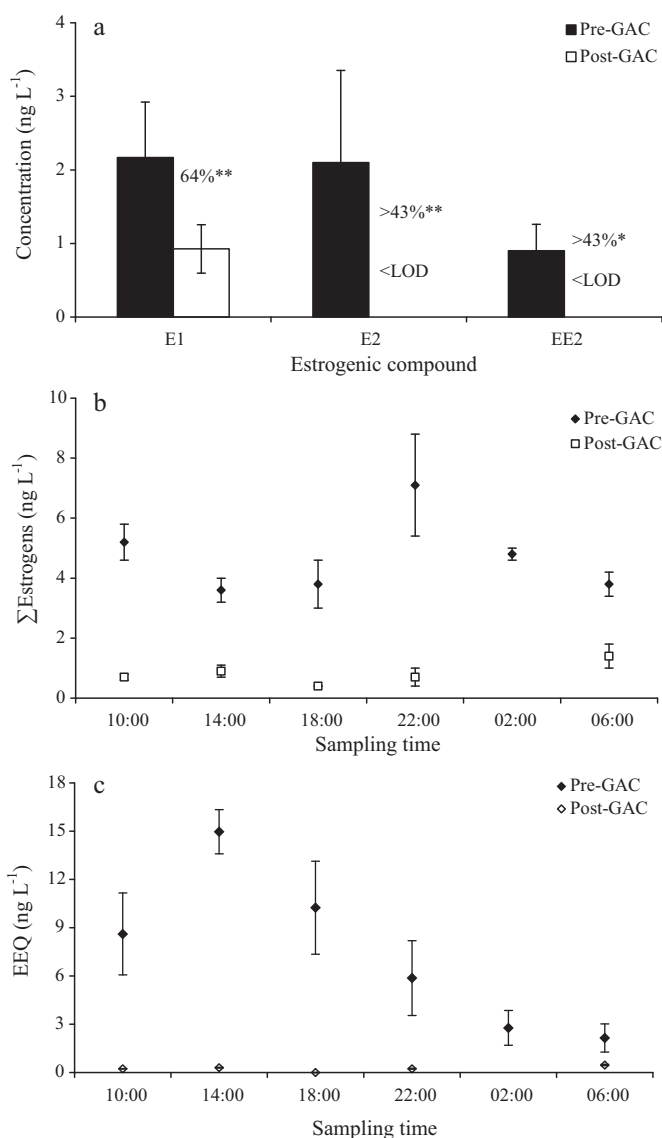 a
Pre-GAC
Post-GAC
Concentration (ng L-1)
4
3
2
1
0
64%**
>43%**
<LOD
>43%*
<LOD
E1 E2 EE2
Estrogenic compound
b
Pre-GAC
Post-GAC
∑Estrogens (ng L-1)
10
8
6
4
2
0
10:00 14:00 18:00 22:00 02:00 06:00
Sampling time
c
Pre-GAC
Post-GAC
EEQ (ng L-1)
18
15
12
9
6
3
0
10:00 14:00 18:00 22:00 02:00 06:00
Sampling time